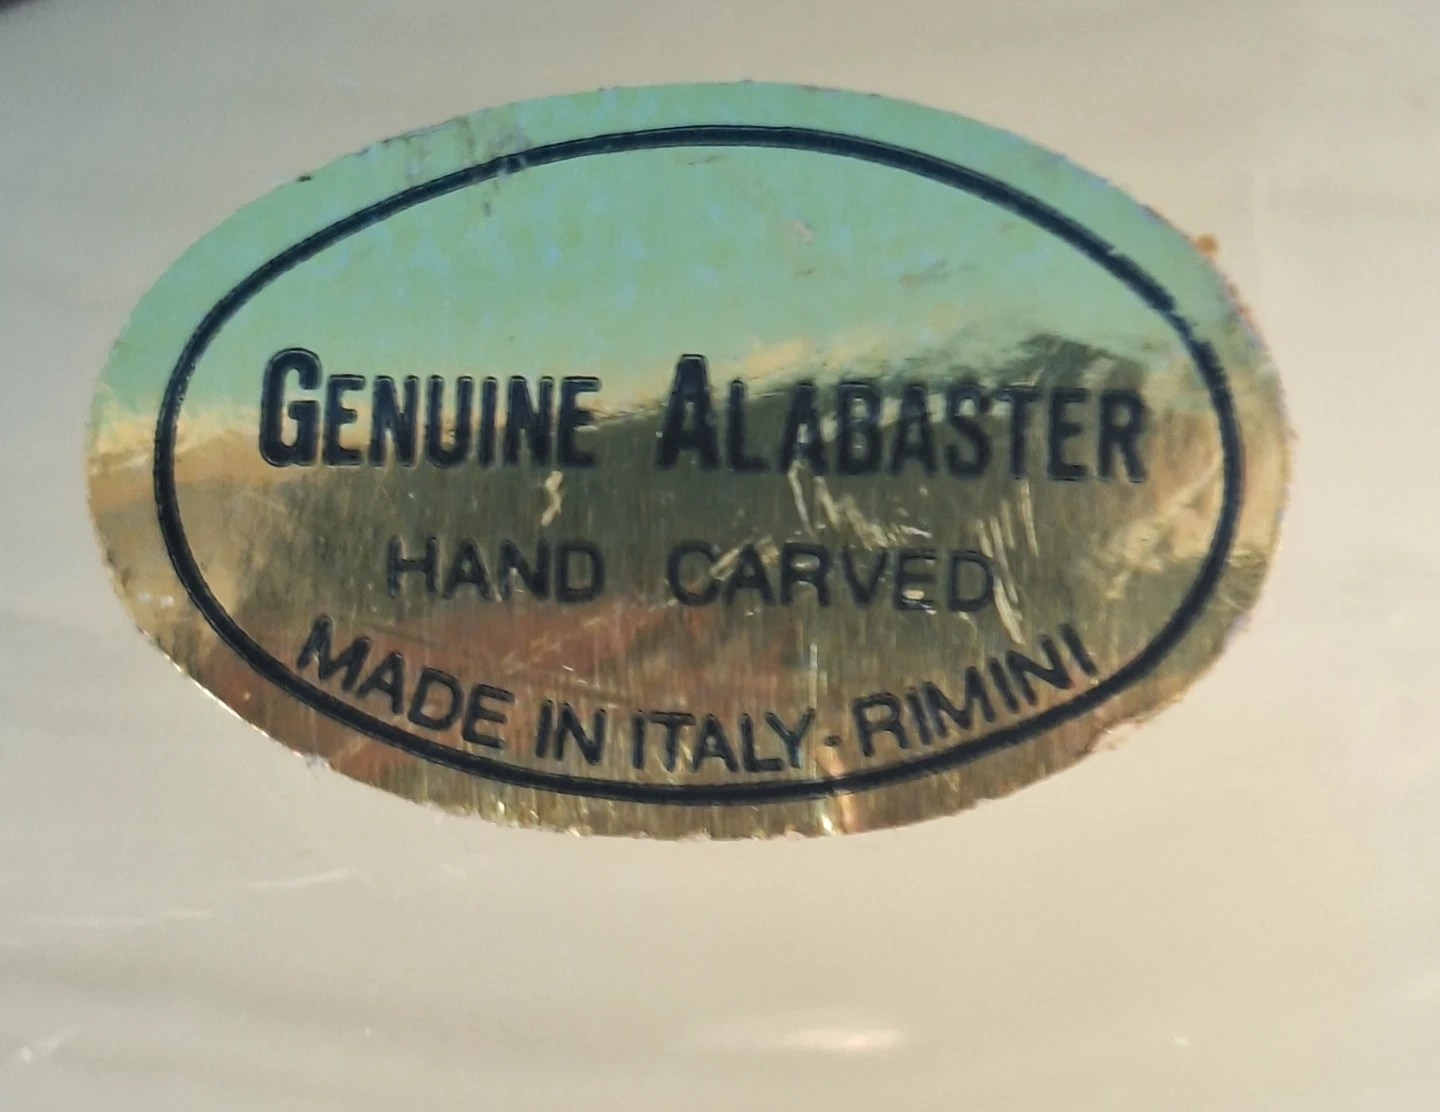 GENUINE ALABASTER
HAND CARVED
MADE IN ITALY-RIMINI